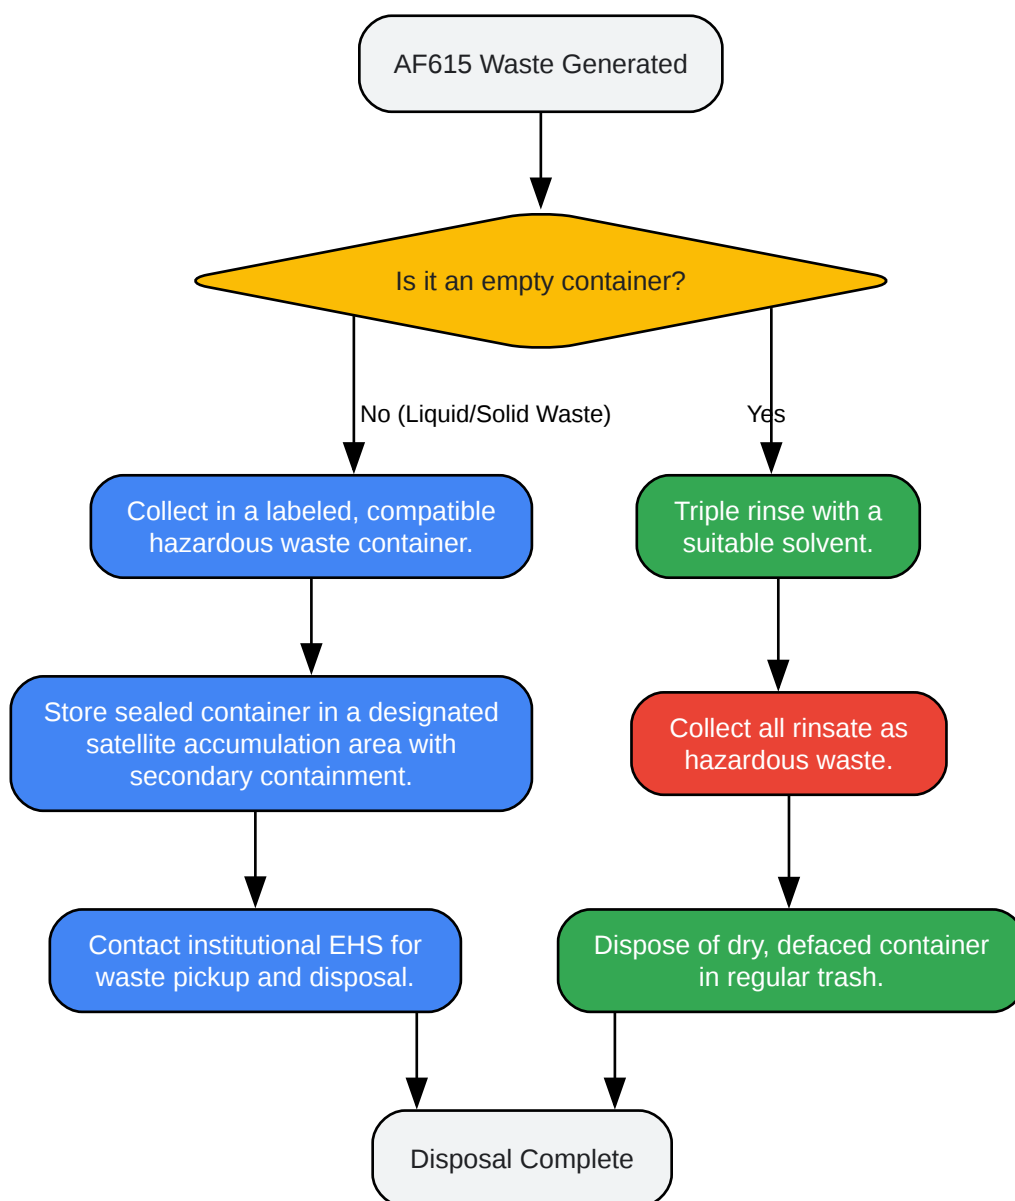 AF615 Waste Generated
Is it an empty container?
No (Liquid/Solid Waste)
Yes
Collect in a labeled, compatible
hazardous waste container.
Triple rinse with a
suitable solvent.
Store sealed container in a designated
satellite accumulation area with
secondary containment.
Collect all rinsate as
hazardous waste.
Contact institutional EHS for
waste pickup and disposal.
Dispose of dry, defaced container
in regular trash.
Disposal Complete